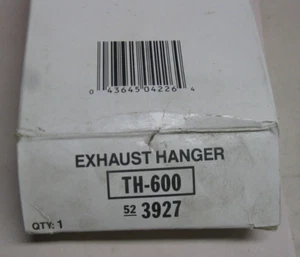 0 43645 04226 4
EXHAUST HANGER
TH-600
52 3927
QTY: 1